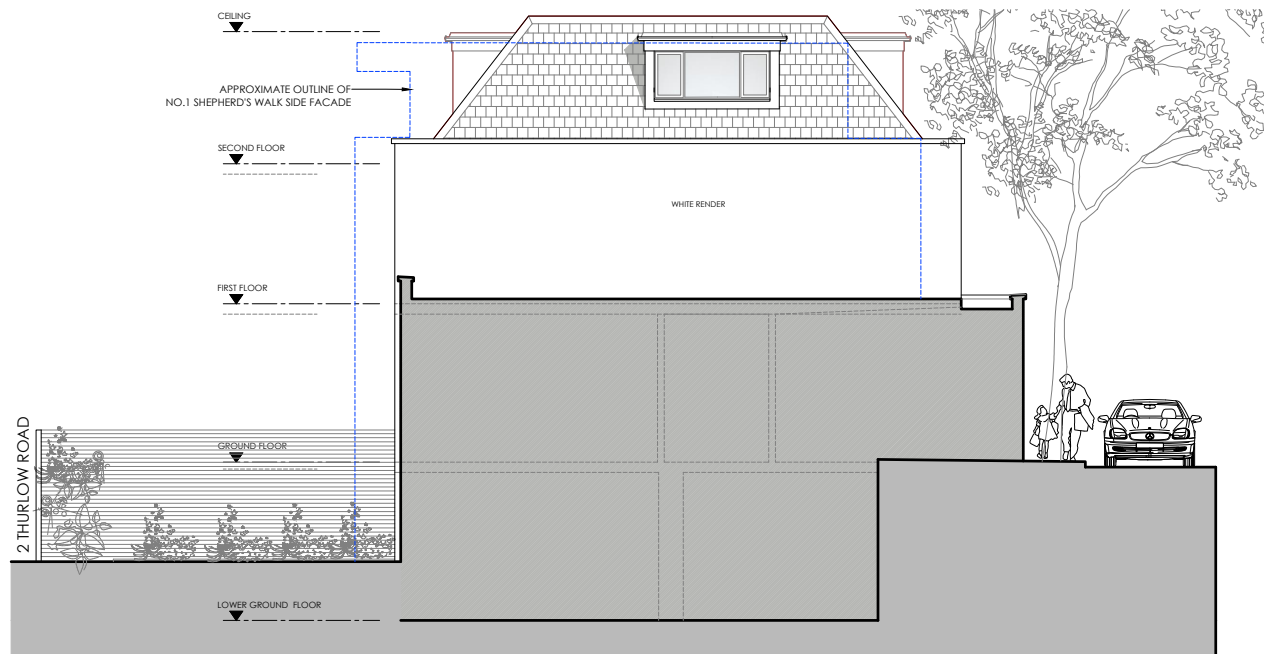 CEILING
APPROXIMATE OUTLINE OF
NO.1 SHEPHERD'S WALK SIDE FACADE
SECOND FLOOR
WHITE RENDER
FIRST FLOOR
GROUND FLOOR
2 THURLOW ROAD
LOWER GROUND FLOOR